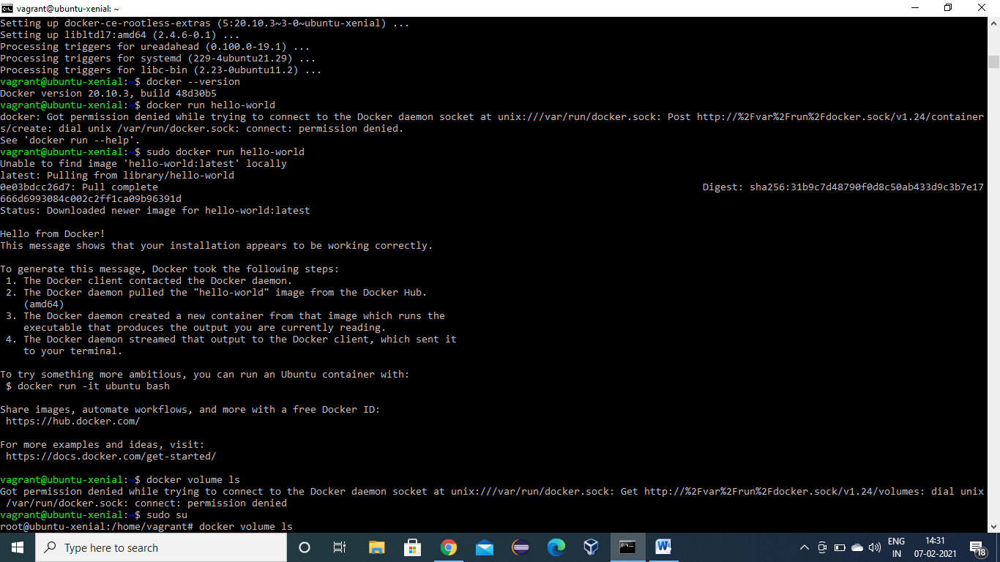 vagrant@ubuntu-xenial: ~
Setting up docker-ce-rootless-extras (5:20.10.3~3-0~ubuntu-xenial) ...
Setting up libltdl7:amd64 (2.4.6-0.1) ...
Processing triggers for ureadahead (0.100.0-19.1) ...
Processing triggers for systemd (229-4ubuntu21.29) ...
Processing triggers for libc-bin (2.23-0ubuntu11.2) ...
vagrant@ubuntu-xenial:~$ docker --version
Docker version 20.10.3, build 48d30b5
vagrant@ubuntu-xenial:~$ docker run hello-world
docker: Got permission denied while trying to connect to the Docker daemon socket at unix:///var/run/docker.sock: Post http://%2Fvar%2Frun%2Fdocker.sock/v1.24/container
s/create: dial unix /var/run/docker.sock: connect: permission denied.
See 'docker run --help'.
vagrant@ubuntu-xenial:~$ sudo docker run hello-world
Unable to find image 'hello-world:latest' locally
latest: Pulling from library/hello-world
0e03bdcc26d7: Pull complete Digest: sha256:31b9c7d48790f0d8c50ab433d9c3b7e17
666d6993084c002c2ff1ca09b96391d
Status: Downloaded newer image for hello-world:latest
Hello from Docker!
This message shows that your installation appears to be working correctly.
To generate this message, Docker took the following steps:
1. The Docker client contacted the Docker daemon.
2. The Docker daemon pulled the "hello-world" image from the Docker Hub.
(amd64)
3. The Docker daemon created a new container from that image which runs the
executable that produces the output you are currently reading.
4. The Docker daemon streamed that output to the Docker client, which sent it
to your terminal.
To try something more ambitious, you can run an Ubuntu container with:
$ docker run -it ubuntu bash
Share images, automate workflows, and more with a free Docker ID:
https://hub.docker.com/
For more examples and ideas, visit:
https://docs.docker.com/get-started/
vagrant@ubuntu-xenial:~$ docker volume ls
Got permission denied while trying to connect to the Docker daemon socket at unix:///var/run/docker.sock: Get http://%2Fvar%2Frun%2Fdocker.sock/v1.24/volumes: dial unix
/var/run/docker.sock: connect: permission denied
vagrant@ubuntu-xenial:~$ sudo su
root@ubuntu-xenial:/home/vagrant# docker volume ls
Type here to search
ENG
IN
14:31
07-02-2021
18